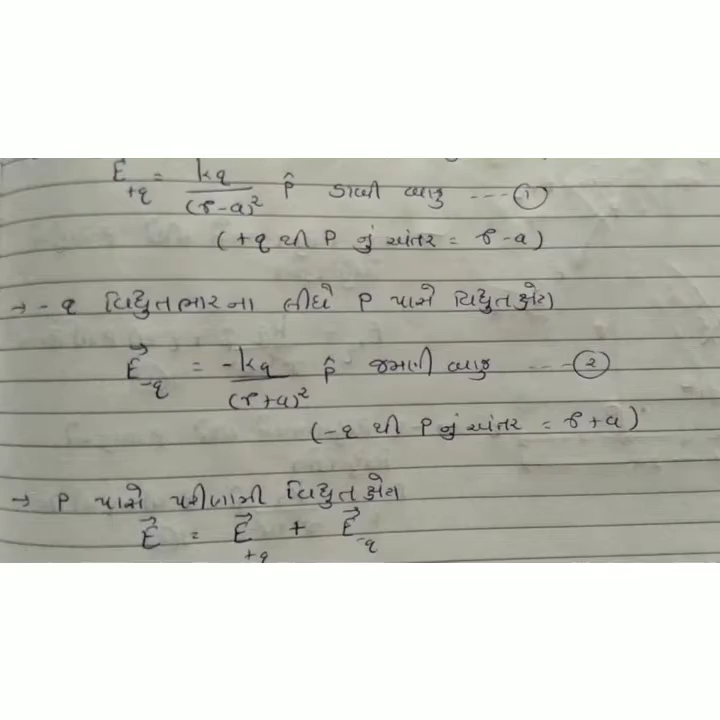 E+q = kq / (r-a)² p̂ ડાબી બાજુ --- ①
(+q થી P નું અંતર = r-a)
→ -q વિદ્યુતભારના લીધે P પાસે વિદ્યુતક્ષેત્ર
E⃗-q = -kq / (r+a)² p̂ જમણી બાજુ --- ②
(-q થી P નું અંતર = r+a)
→ P પાસે પરીણામી વિદ્યુતક્ષેત્ર
E⃗ = E⃗+q + E⃗-q